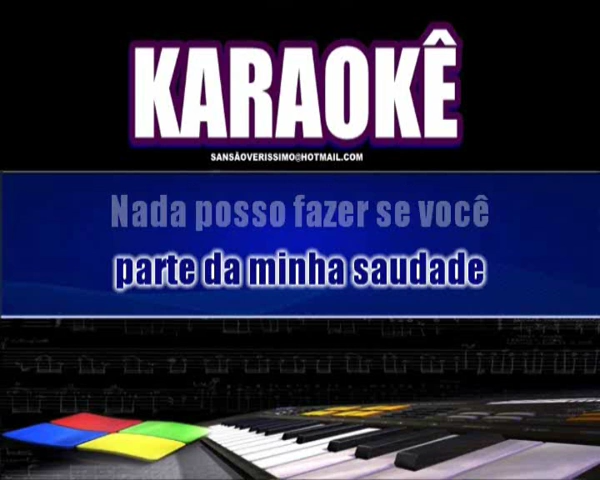 KARAOKÊ
SANSÃOVERISSIMO@HOTMAIL.COM
Nada posso fazer se você
parte da minha saudade